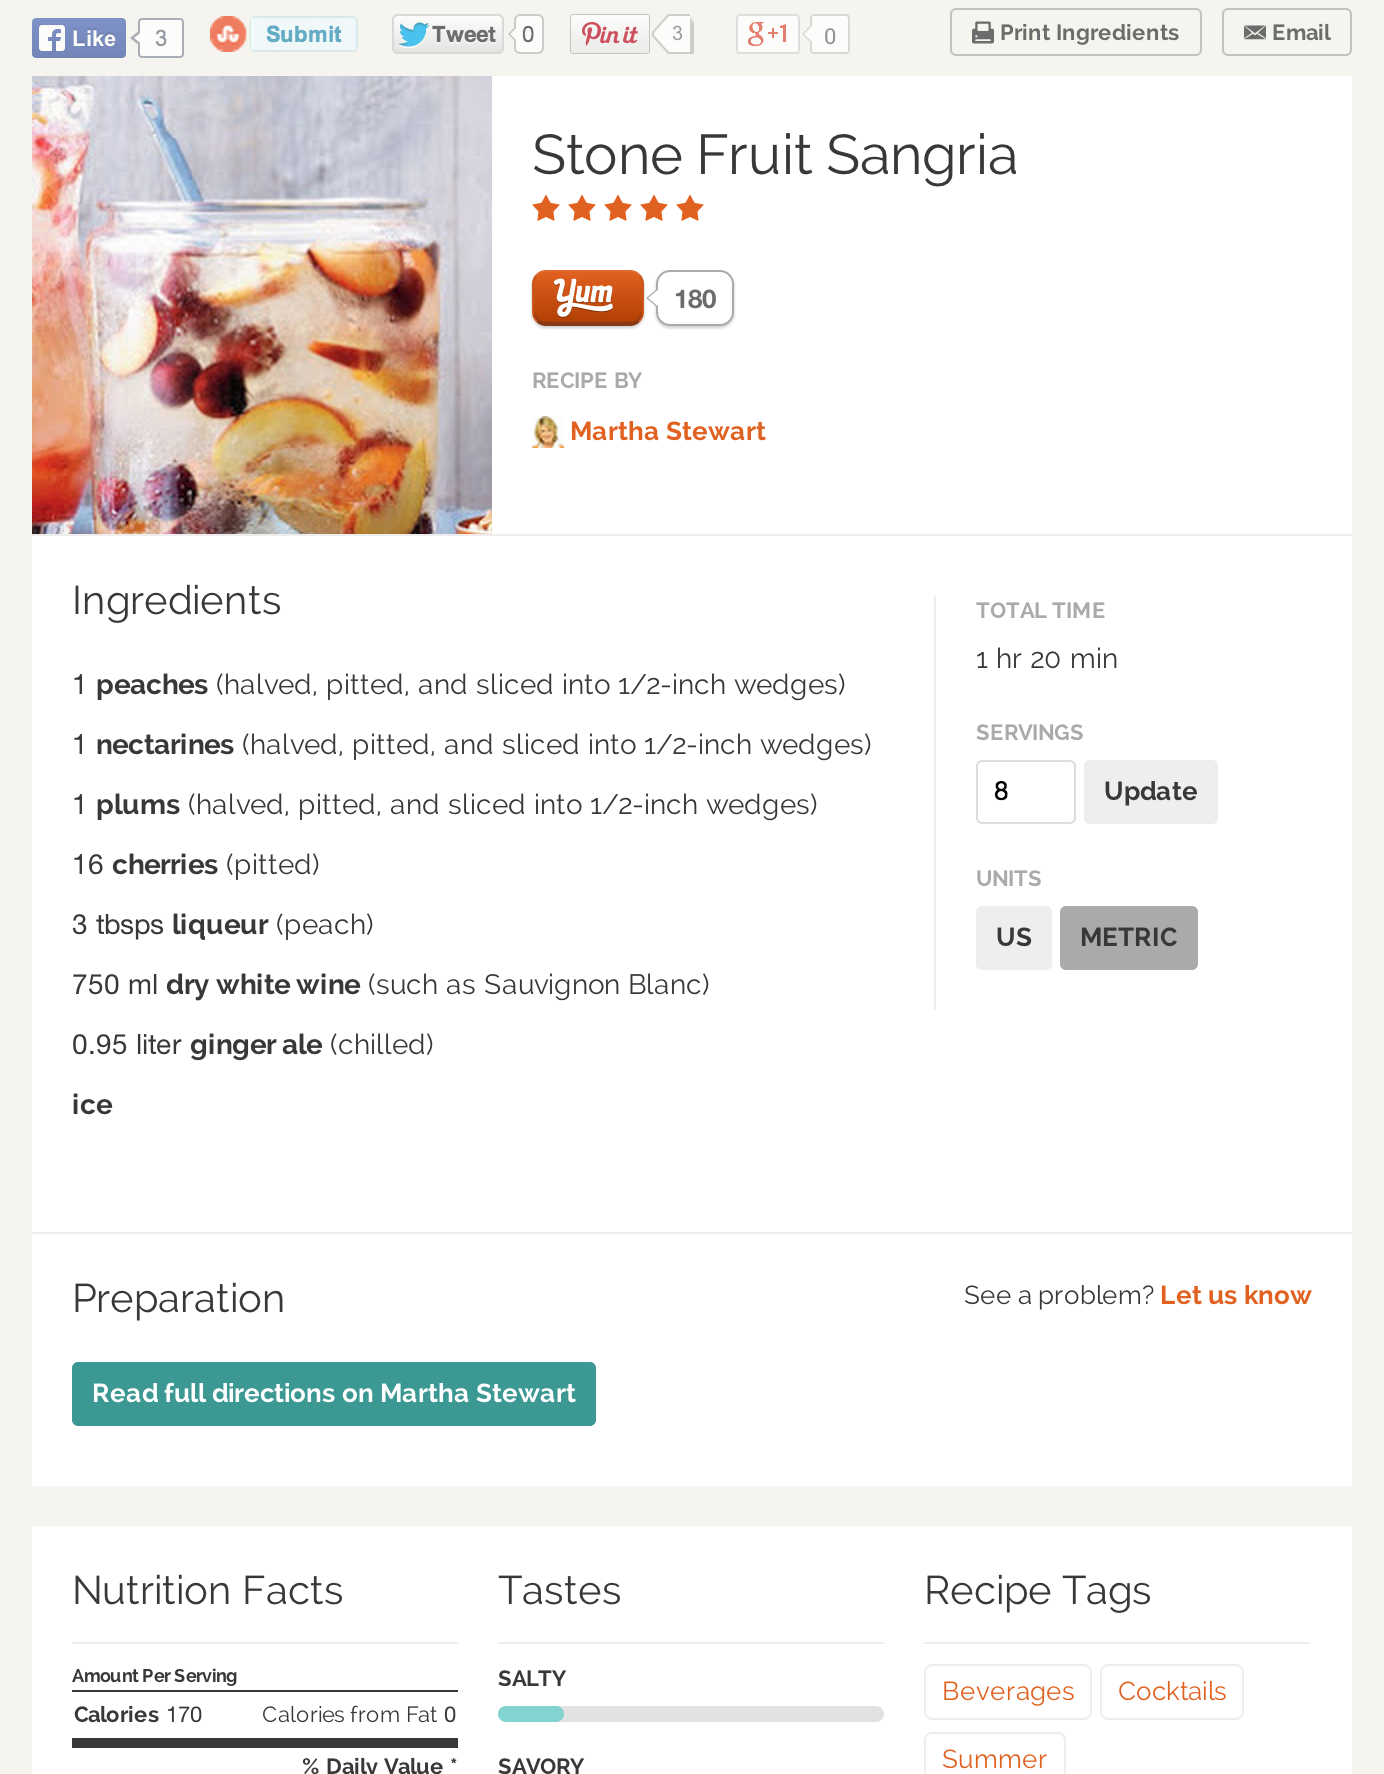 Like 3 Submit Tweet 0 Pin it 3 g+1 0 Print Ingredients Email
Stone Fruit Sangria
Yum 180
RECIPE BY
Martha Stewart
Ingredients
1 peaches (halved, pitted, and sliced into 1/2-inch wedges)
1 nectarines (halved, pitted, and sliced into 1/2-inch wedges)
1 plums (halved, pitted, and sliced into 1/2-inch wedges)
16 cherries (pitted)
3 tbsps liqueur (peach)
750 ml dry white wine (such as Sauvignon Blanc)
0.95 liter ginger ale (chilled)
ice
TOTAL TIME
1 hr 20 min
SERVINGS
8 Update
UNITS
US METRIC
Preparation
See a problem? Let us know
Read full directions on Martha Stewart
Nutrition Facts
Amount Per Serving
Calories 170 Calories from Fat 0
% Daily Value *
Tastes
SALTY
SAVORY
Recipe Tags
Beverages Cocktails
Summer